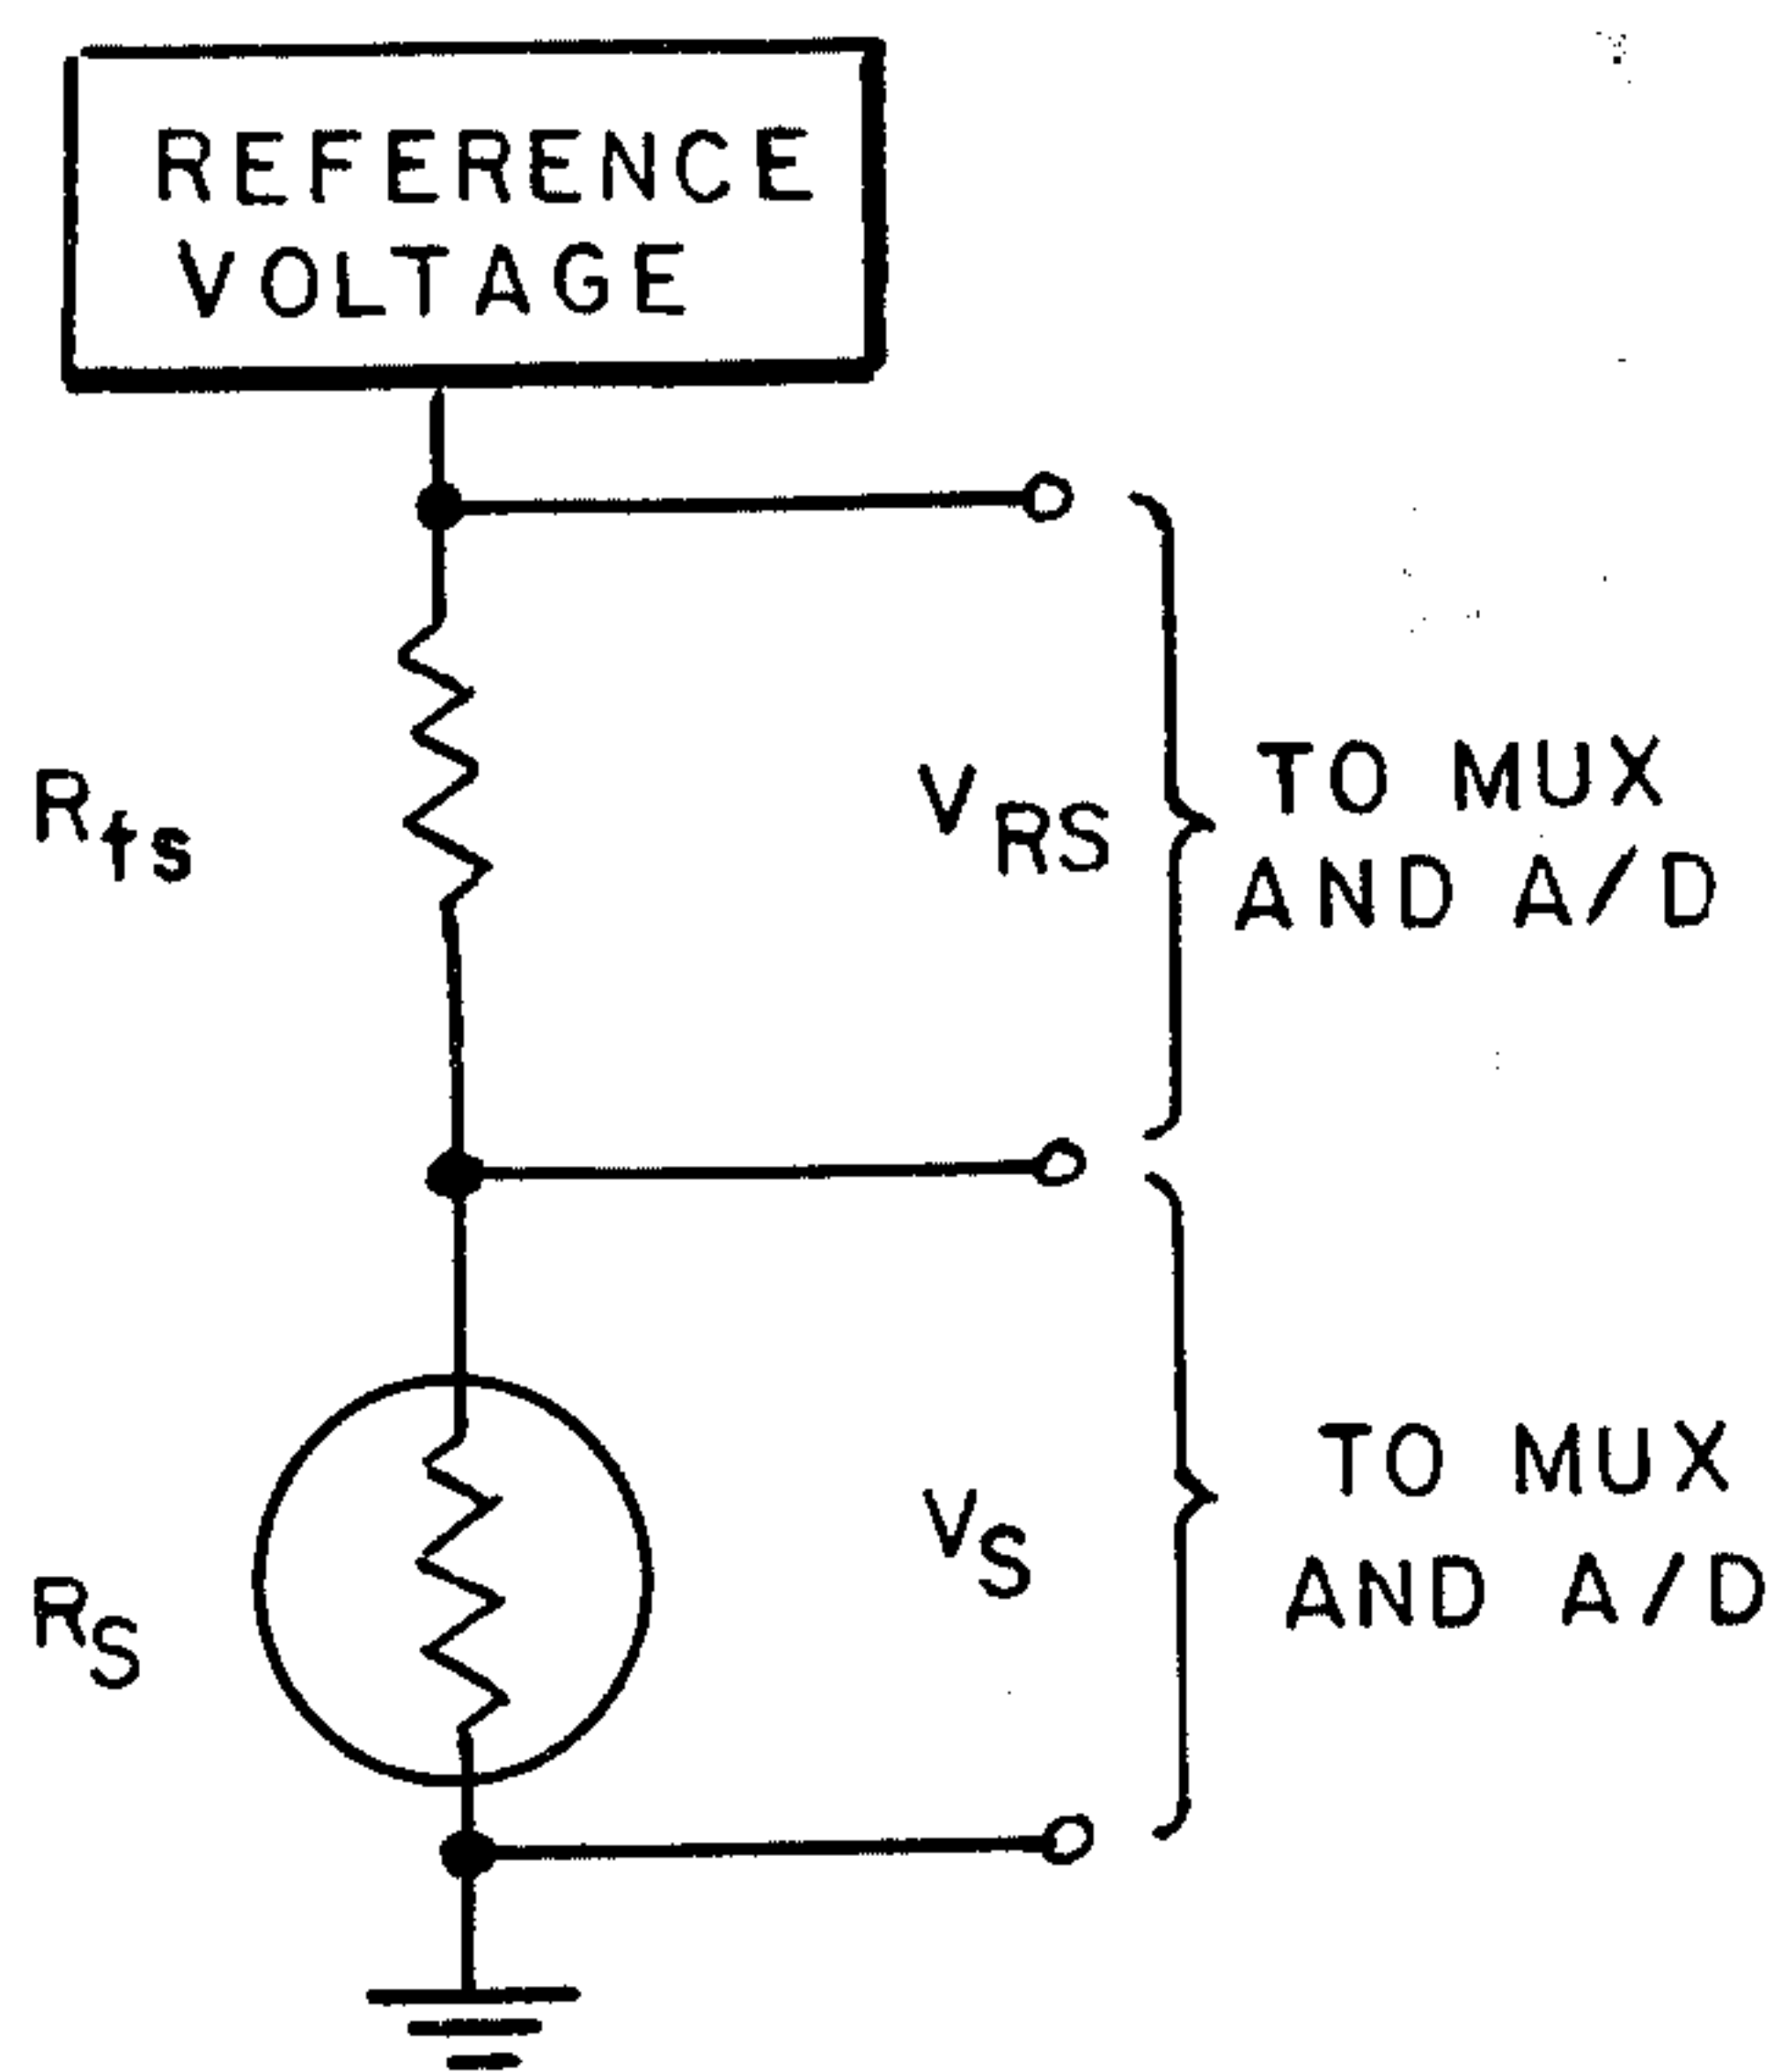 REFERENCE
VOLTAGE
Rfs
VRS
TO MUX
AND A/D
RS
VS
TO MUX
AND A/D